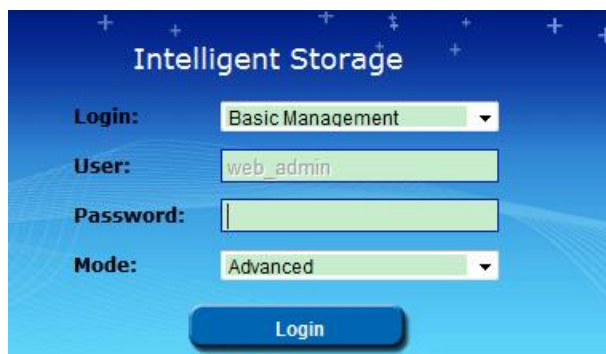 Intelligent Storage
Login: Basic Management
User: web_admin
Password:
Mode: Advanced
Login